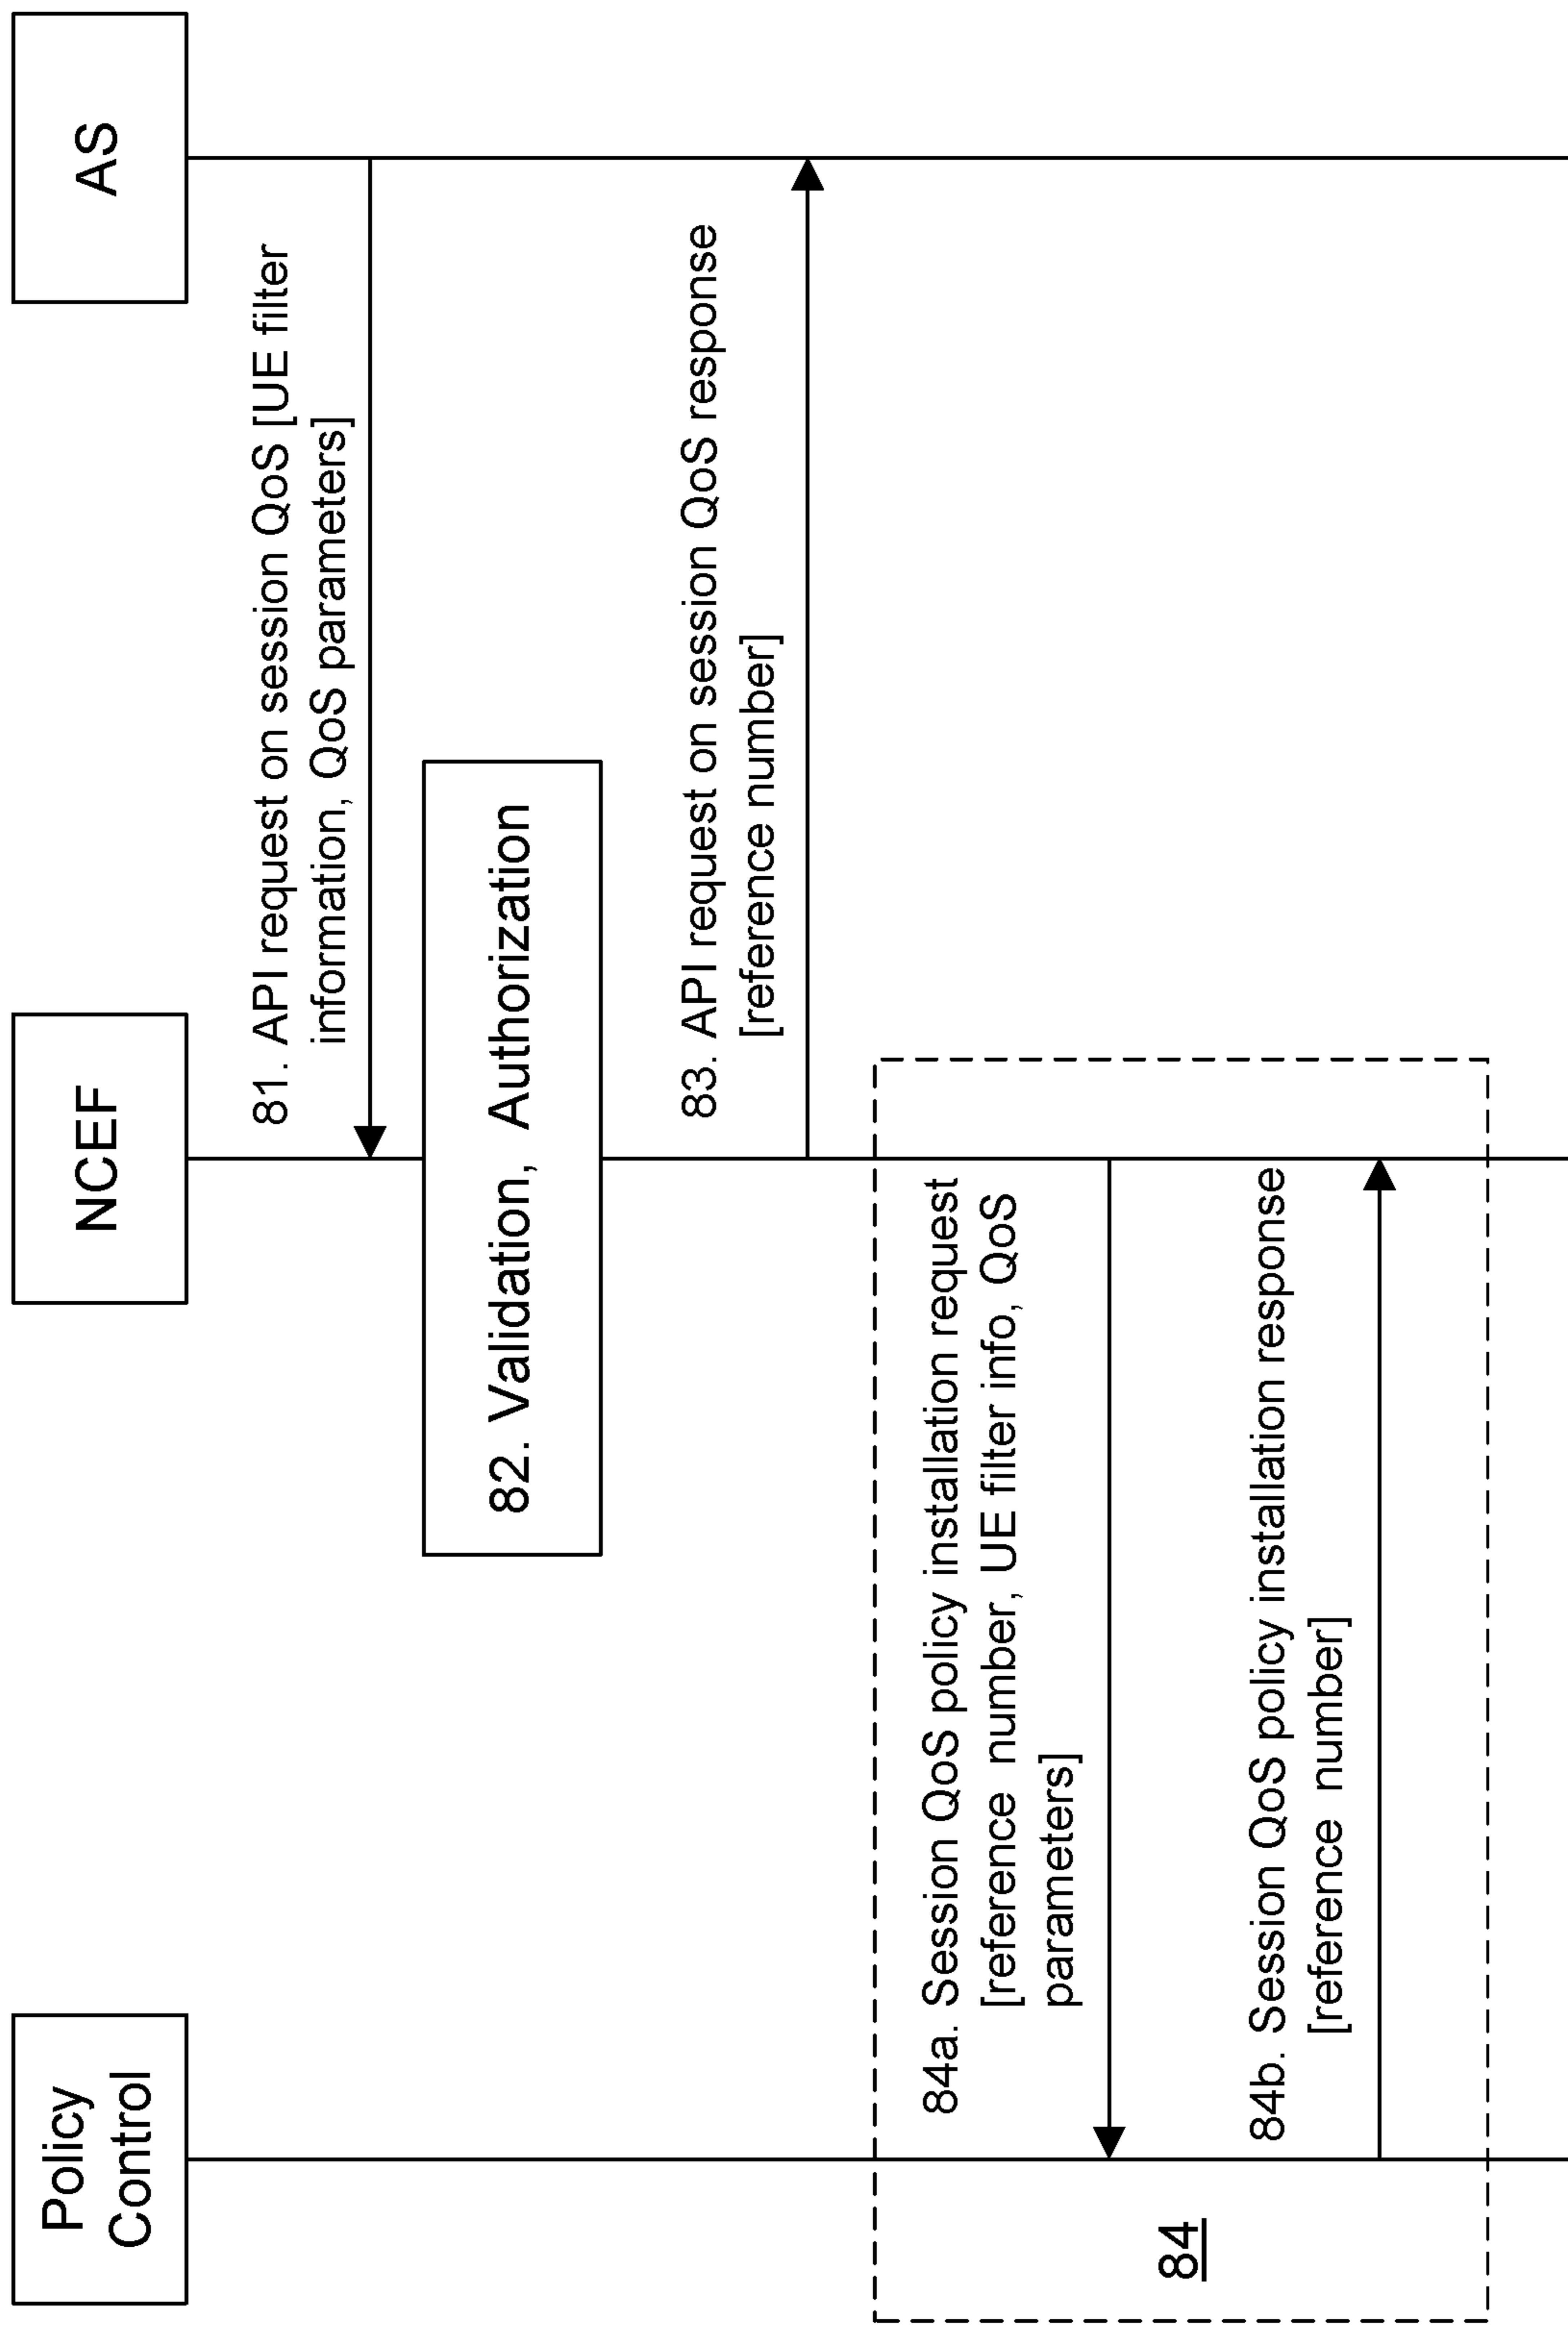 Policy
Control
NCEF
AS
81. API request on session QoS [UE filter
information, QoS parameters]
82. Validation, Authorization
83. API request on session QoS response
[reference number]
84a. Session QoS policy installation request
[reference number, UE filter info, QoS
parameters]
84
84b. Session QoS policy installation response
[reference number]